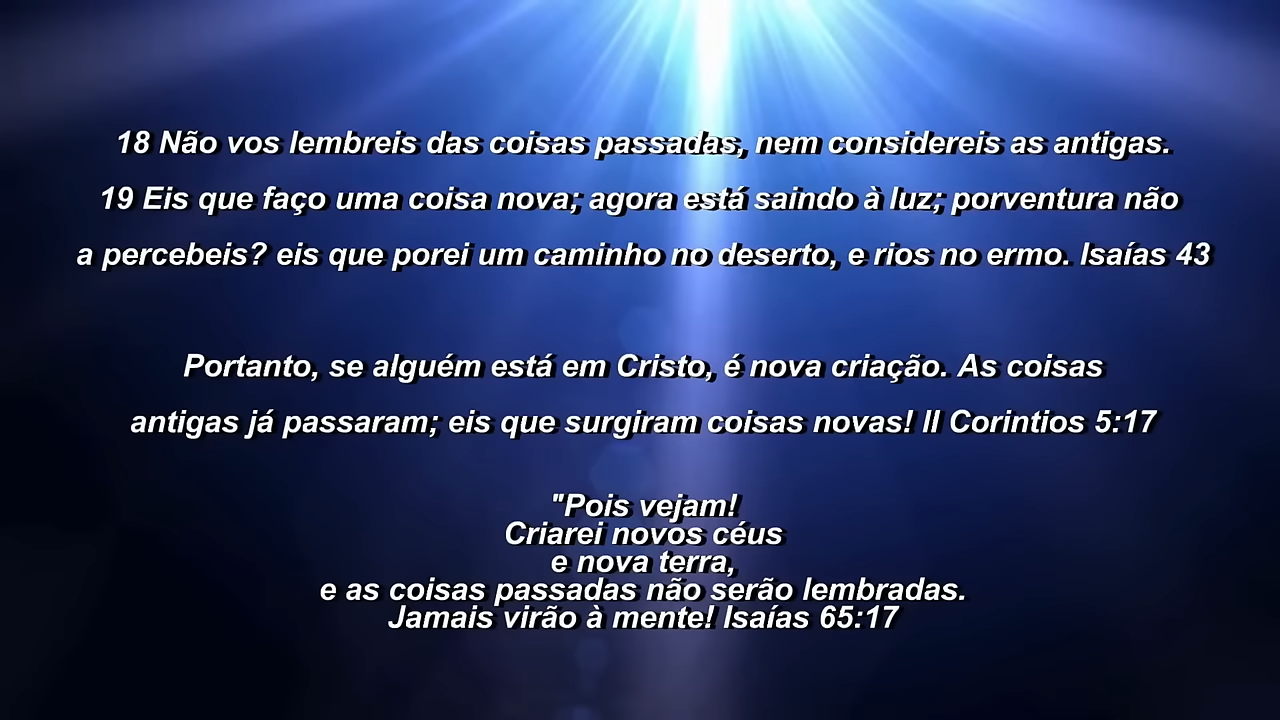 18 Não vos lembreis das coisas passadas, nem considereis as antigas.
19 Eis que faço uma coisa nova; agora está saindo à luz; porventura não
a percebeis? eis que porei um caminho no deserto, e rios no ermo. Isaías 43
Portanto, se alguém está em Cristo, é nova criação. As coisas
antigas já passaram; eis que surgiram coisas novas! II Corintios 5:17
"Pois vejam!
Criarei novos céus
e nova terra,
e as coisas passadas não serão lembradas.
Jamais virão à mente! Isaías 65:17